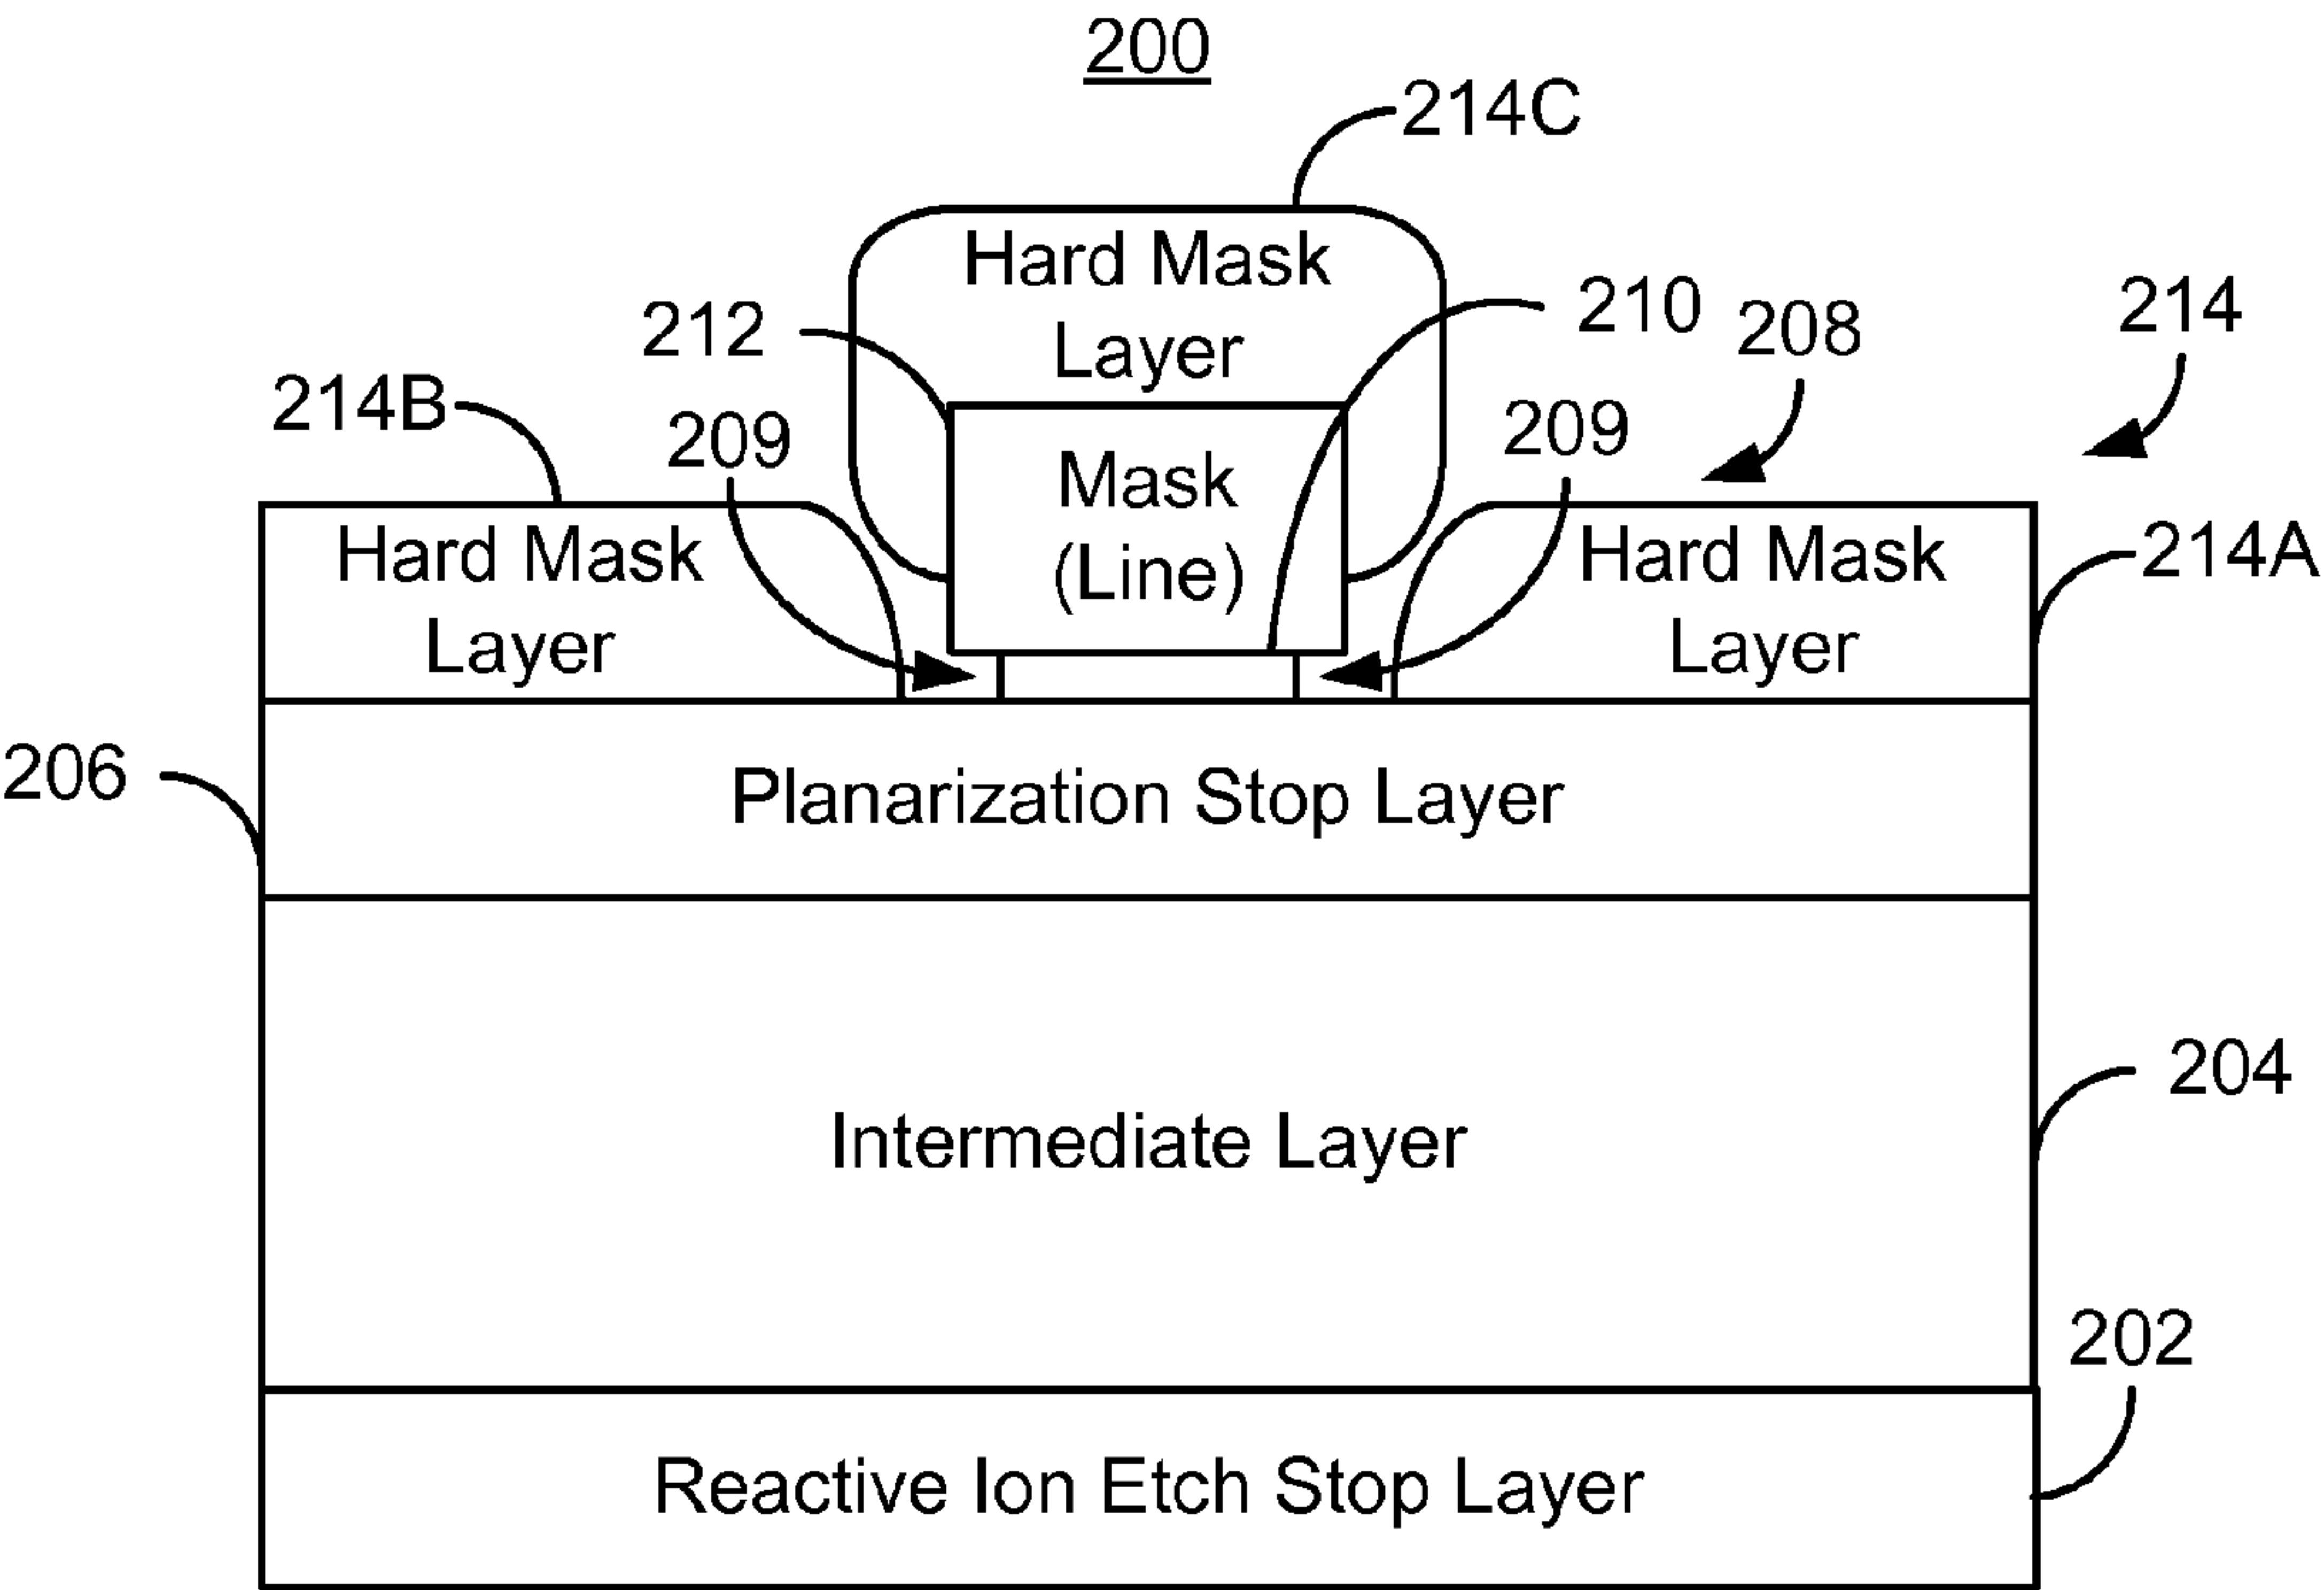 200
214C
Hard Mask
Layer
212
210
208
214
214B
209
209
Mask
(Line)
Hard Mask
Layer
Hard Mask
Layer
214A
206
Planarization Stop Layer
204
Intermediate Layer
202
Reactive Ion Etch Stop Layer